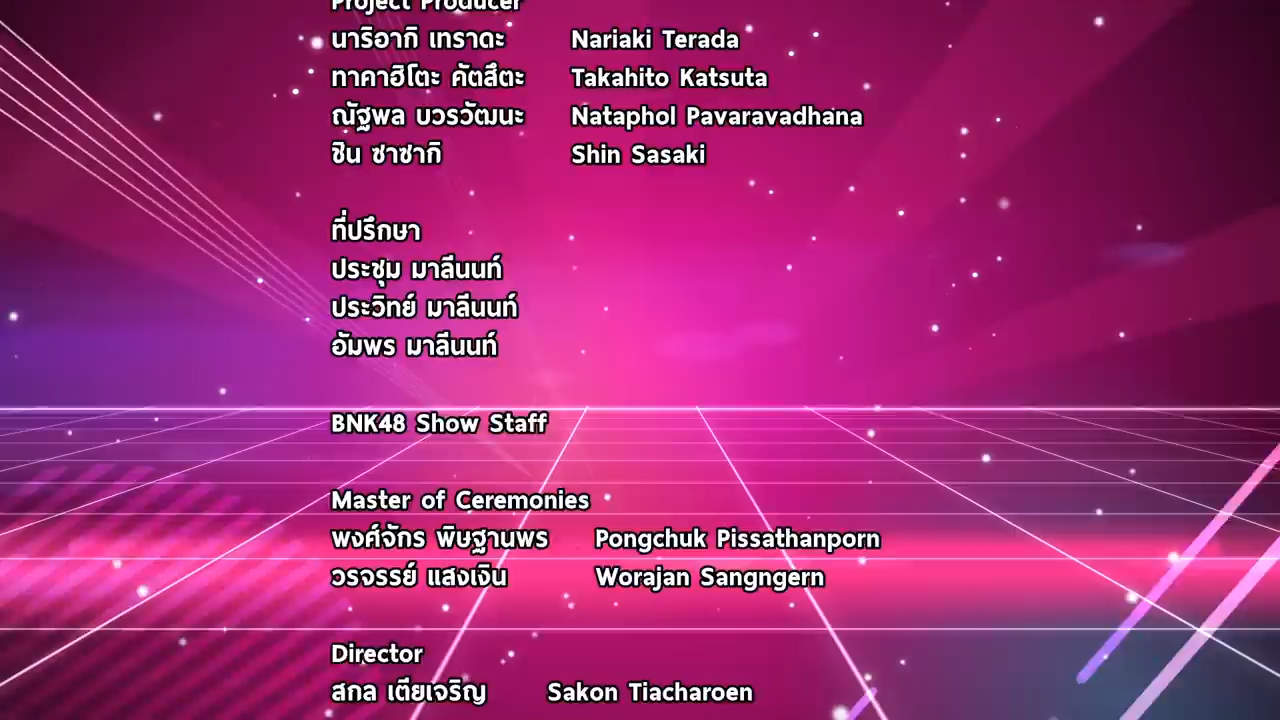 Project Producer
นาริอากิ เทราดะ Nariaki Terada
ทาคาฮิโตะ คัตสึตะ Takahito Katsuta
ณัฐพล บวรวัฒนะ Nataphol Pavaravadhana
ชิน ซาซากิ Shin Sasaki
ที่ปรึกษา
ประชุม มาลีนนท์
ประวิทย์ มาลีนนท์
อัมพร มาลีนนท์
BNK48 Show Staff
Master of Ceremonies
พงศ์จักร พิษฐานพร Pongchuk Pissathanporn
วรจรรย์ แสงเงิน Worajan Sangngern
Director
สกล เตียเจริญ Sakon Tiacharoen